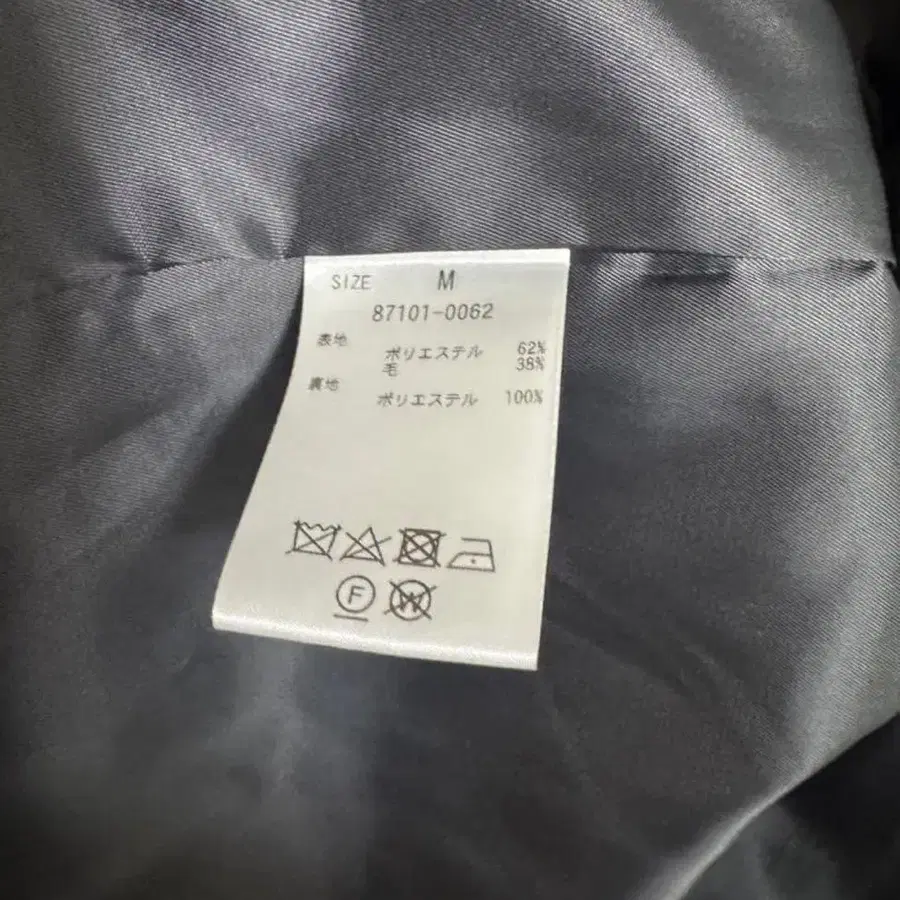 SIZE M
87101-0062
表地 ポリエステル 62%
毛 38%
裏地 ポリエステル 100%
F W